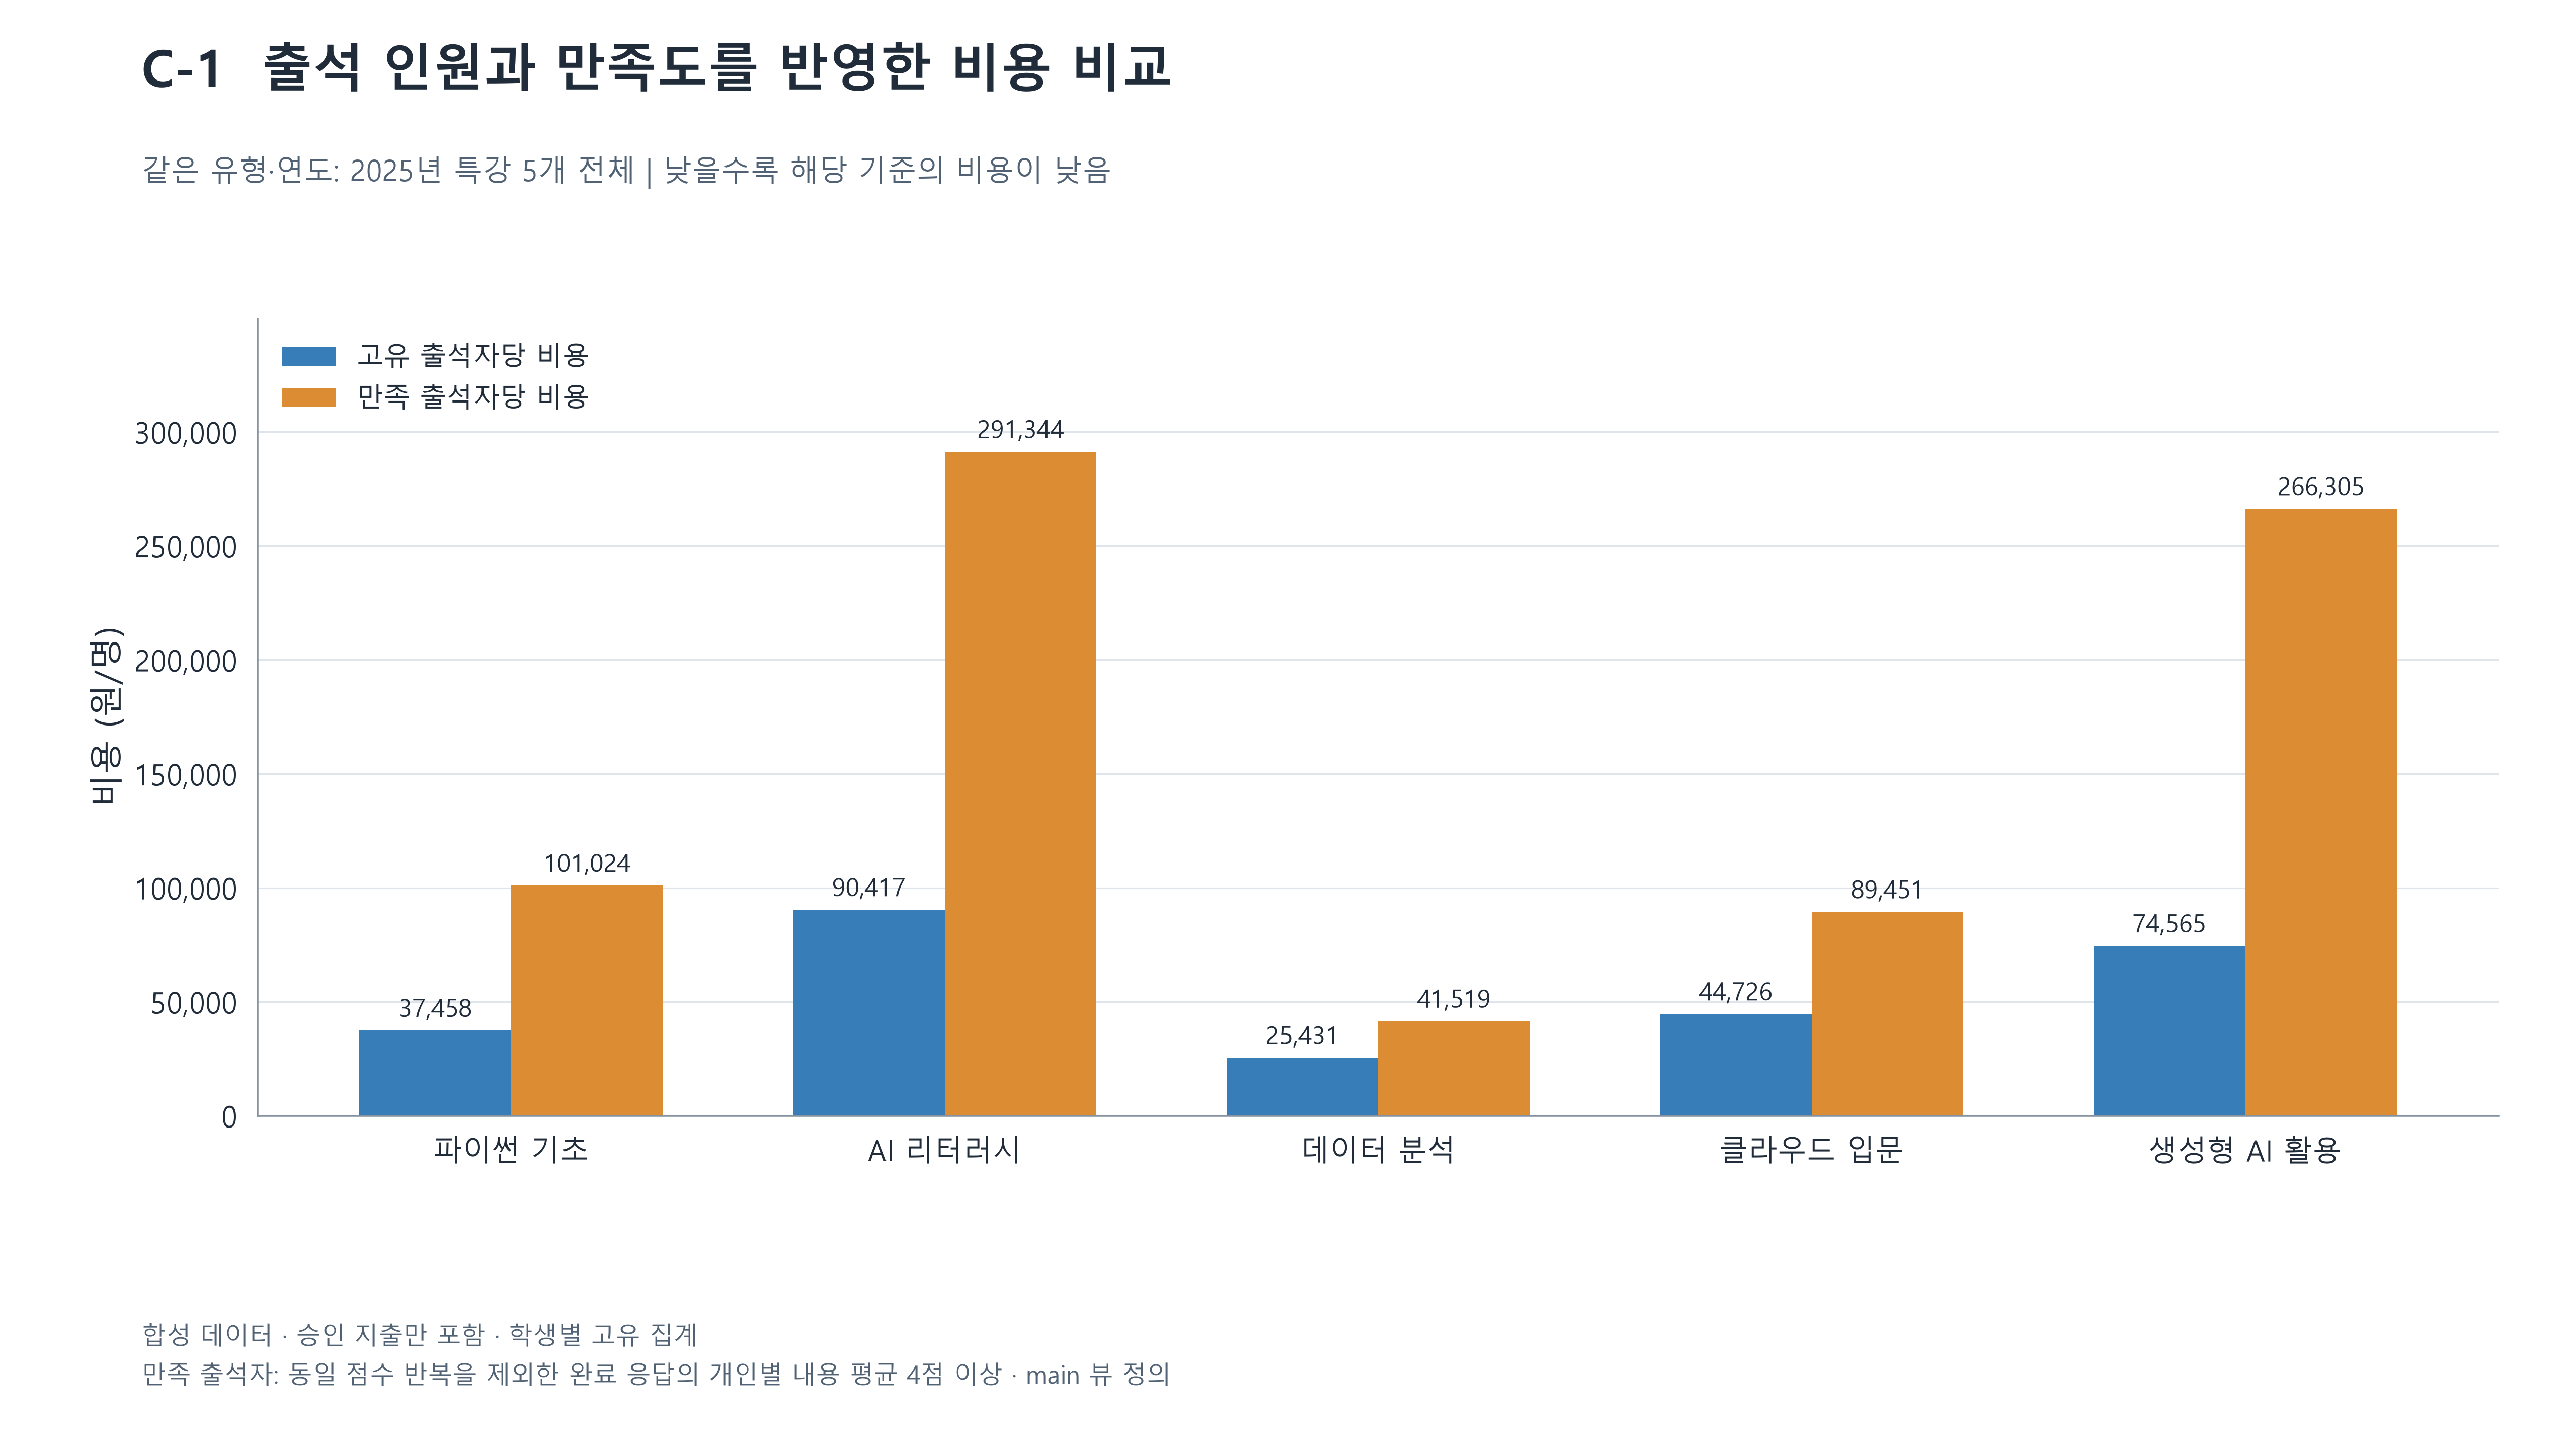 C-1 출석 인원과 만족도를 반영한 비용 비교
같은 유형·연도: 2025년 특강 5개 전체 | 낮을수록 해당 기준의 비용이 낮음
고유 출석자당 비용
만족 출석자당 비용
비용 (원/명)
300,000
250,000
200,000
150,000
100,000
50,000
0
37,458
101,024
90,417
291,344
25,431
41,519
44,726
89,451
74,565
266,305
파이썬 기초
AI 리터러시
데이터 분석
클라우드 입문
생성형 AI 활용
합성 데이터 · 승인 지출만 포함 · 학생별 고유 집계
만족 출석자: 동일 점수 반복을 제외한 완료 응답의 개인별 내용 평균 4점 이상 · main 뷰 정의